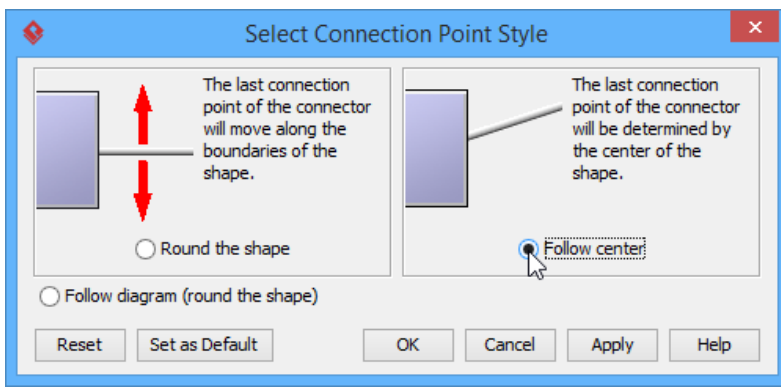 Select Connection Point Style
The last connection
point of the connector
will move along the
boundaries of the
shape.
Round the shape
The last connection
point of the connector
will be determined by
the center of the
shape.
Follow center
Follow diagram (round the shape)
Reset Set as Default OK Cancel Apply Help